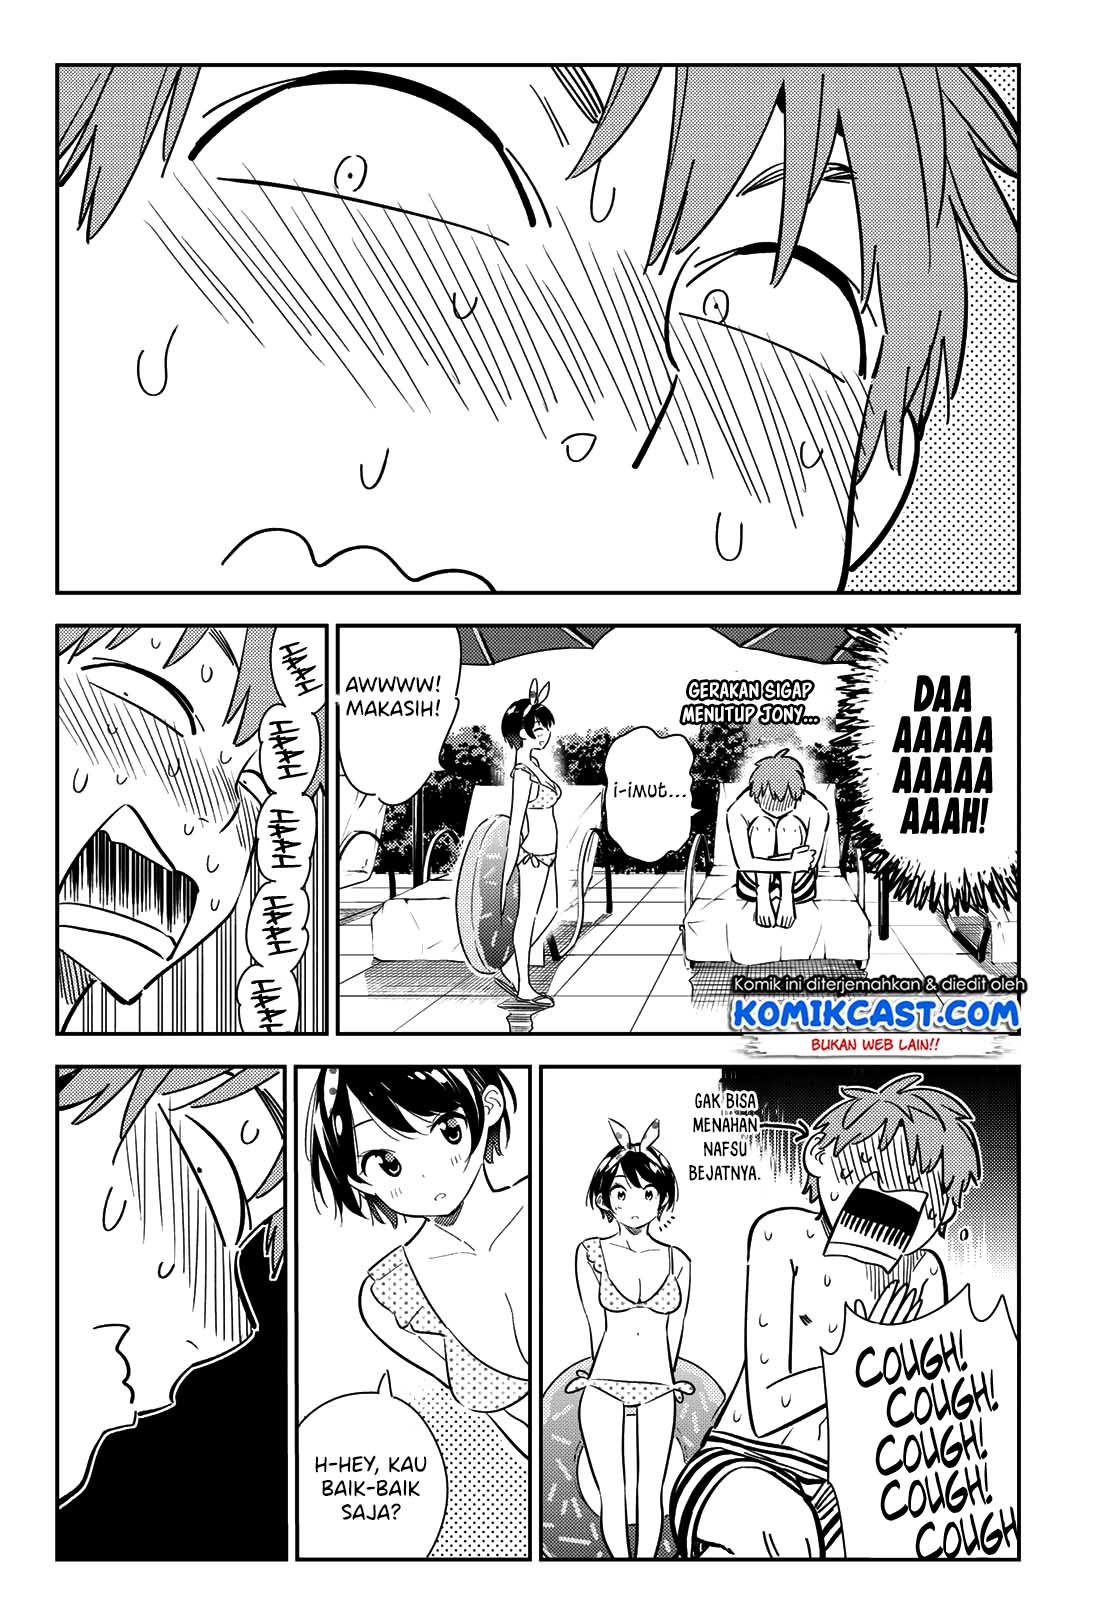 DAA
AAAAA
AAAAA
AAAH!
GERAKAN SIGAP
MENUTUP JONY...
I-IMUT...
AWWWW!
MAKASIH!
HAAH
HAAH
HAAH
HAAH
HAAH
Komik ini diterjemahkan & diedit oleh
KOMIKCAST.COM
BUKAN WEB LAIN!!
GAK BISA
MENAHAN
NAFSU
BEJATNYA.
COUGH!
COUGH!
COUGH!
COUGH!
COUGH
H-HEY, KAU
BAIK-BAIK
SAJA?